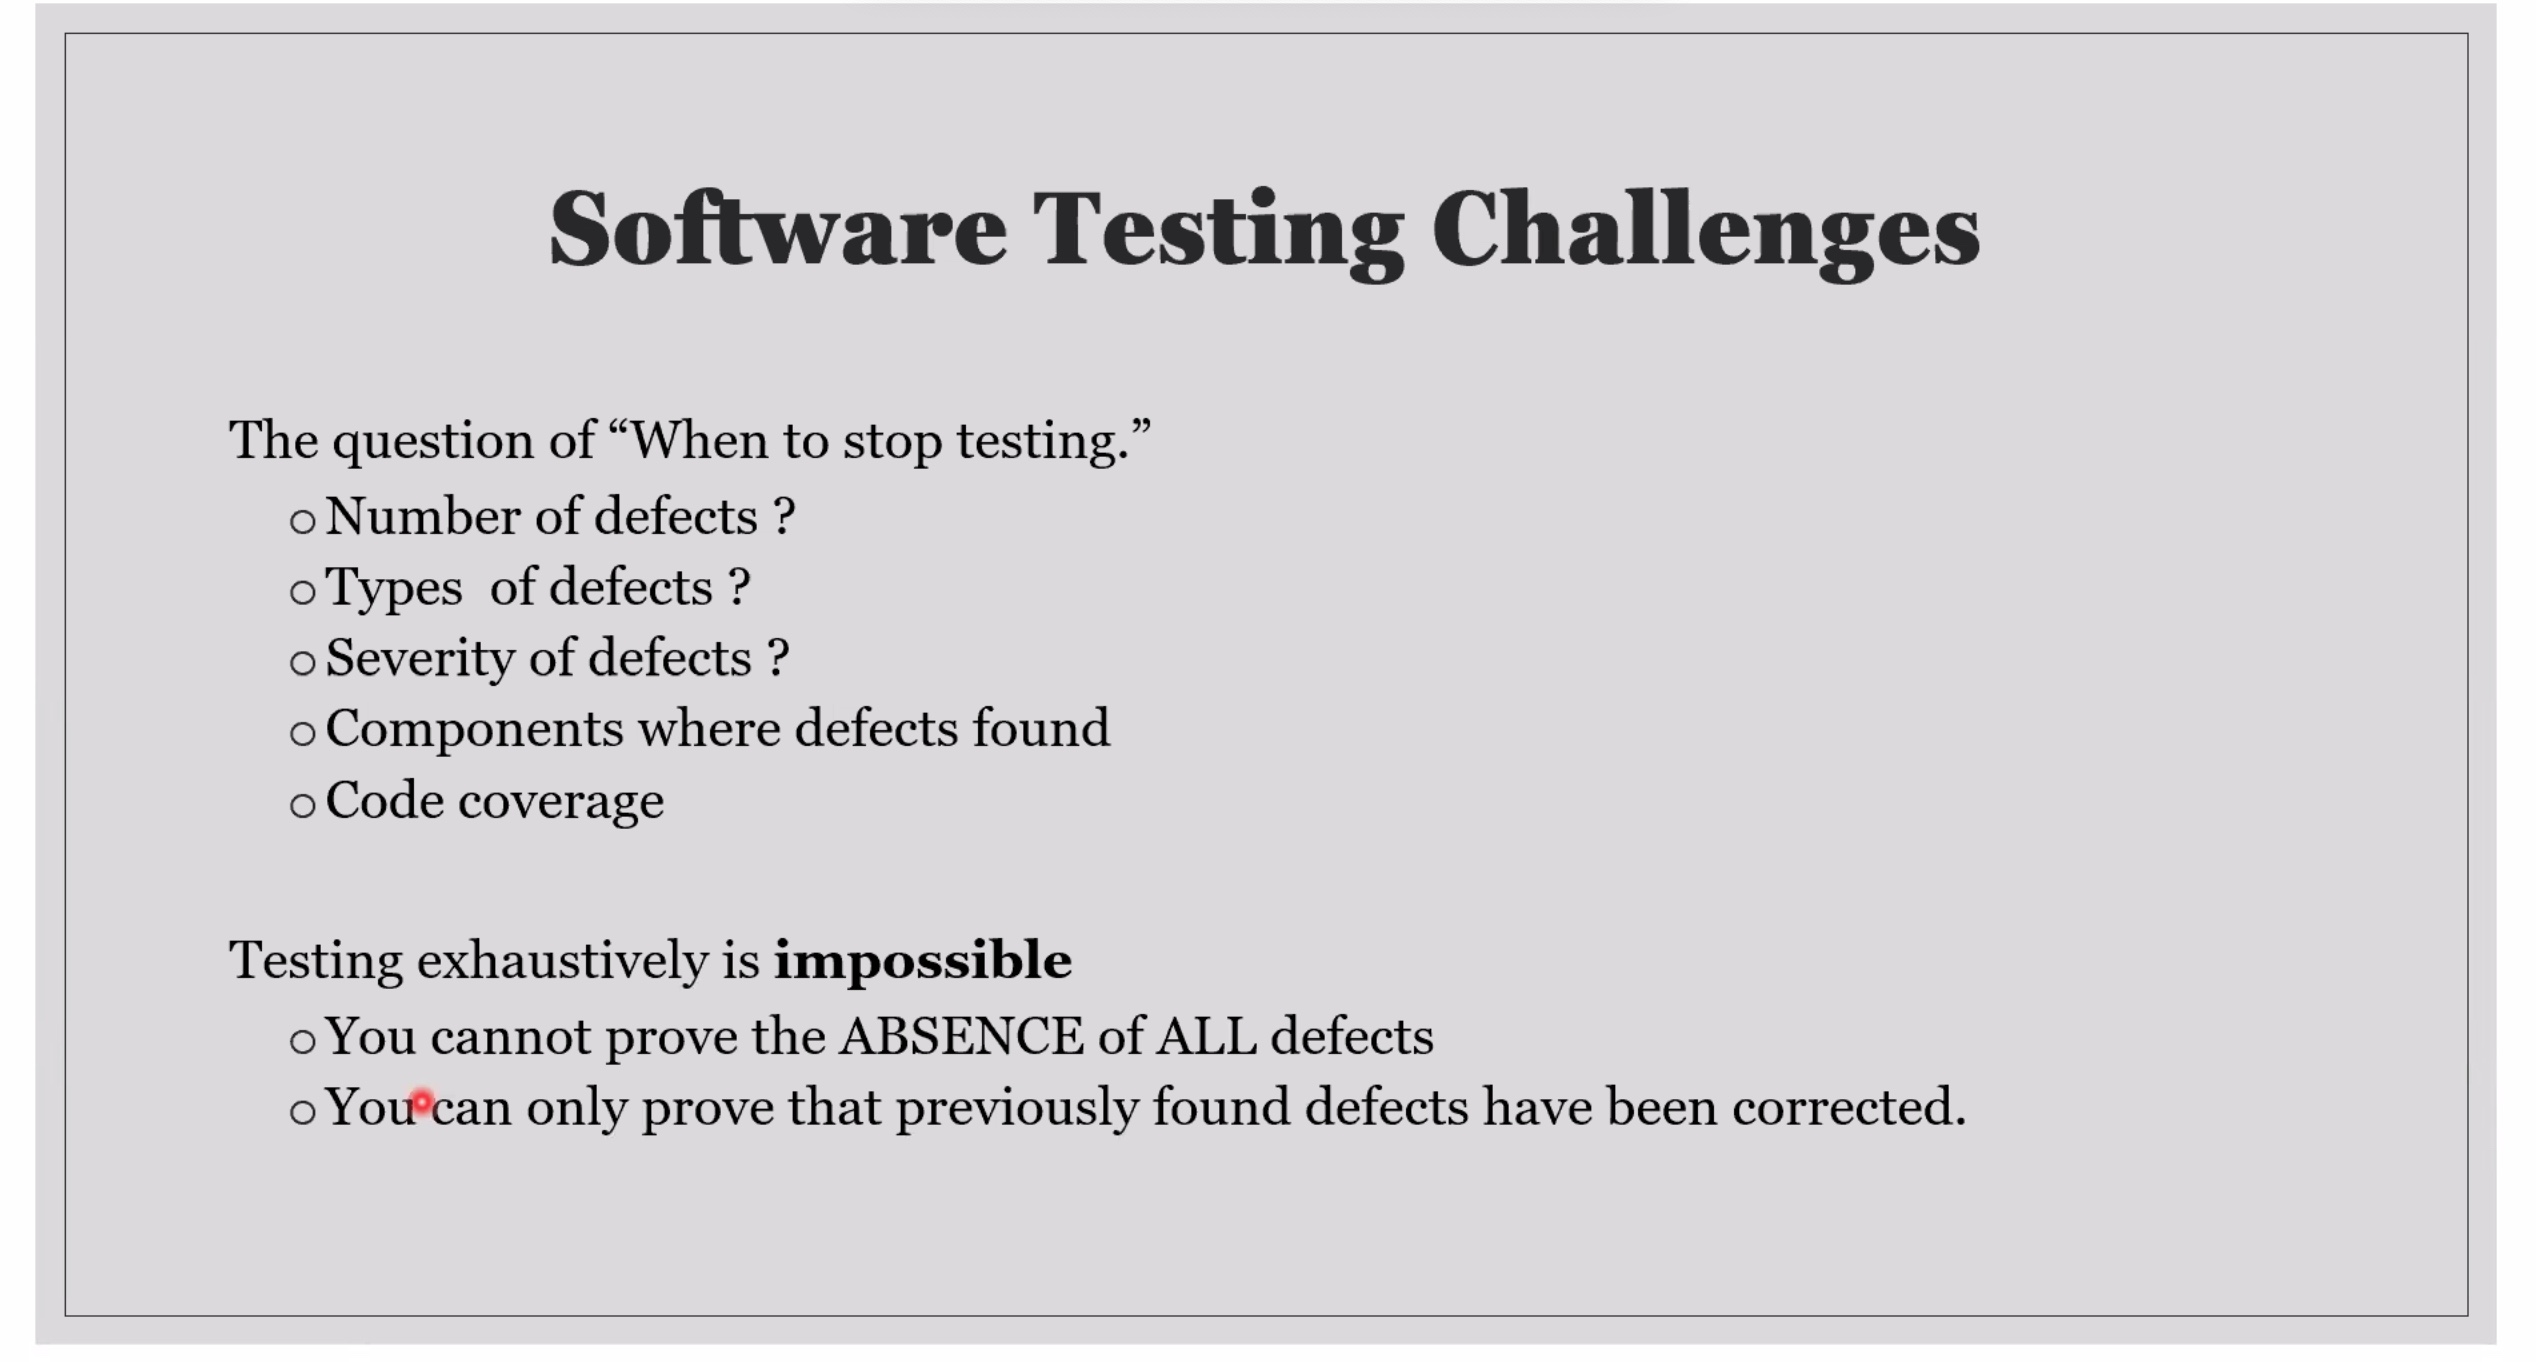 Software Testing Challenges
The question of “When to stop testing.”
○ Number of defects ?
○ Types  of defects ?
○ Severity of defects ?
○ Components where defects found
○ Code coverage
Testing exhaustively is impossible
○ You cannot prove the ABSENCE of ALL defects
○ You can only prove that previously found defects have been corrected.